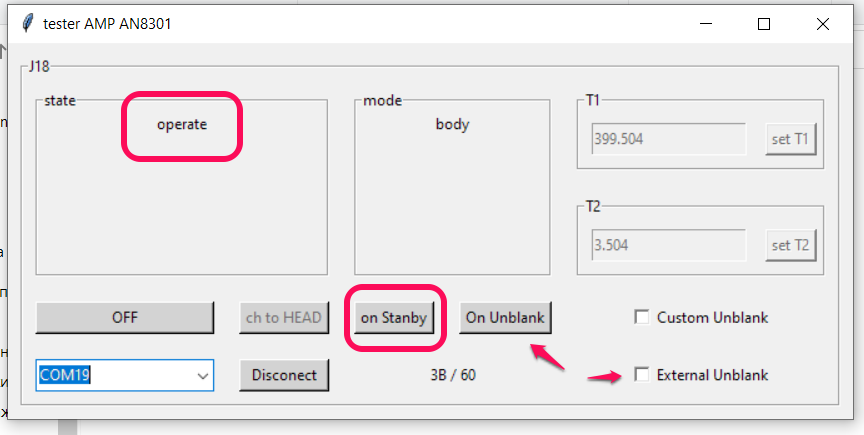 tester AMP AN8301
J18
state
operate
mode
body
T1
399.504
set T1
T2
3.504
set T2
OFF
ch to HEAD
on Stanby
On Unblank
Custom Unblank
COM19
Disconect
3B / 60
External Unblank